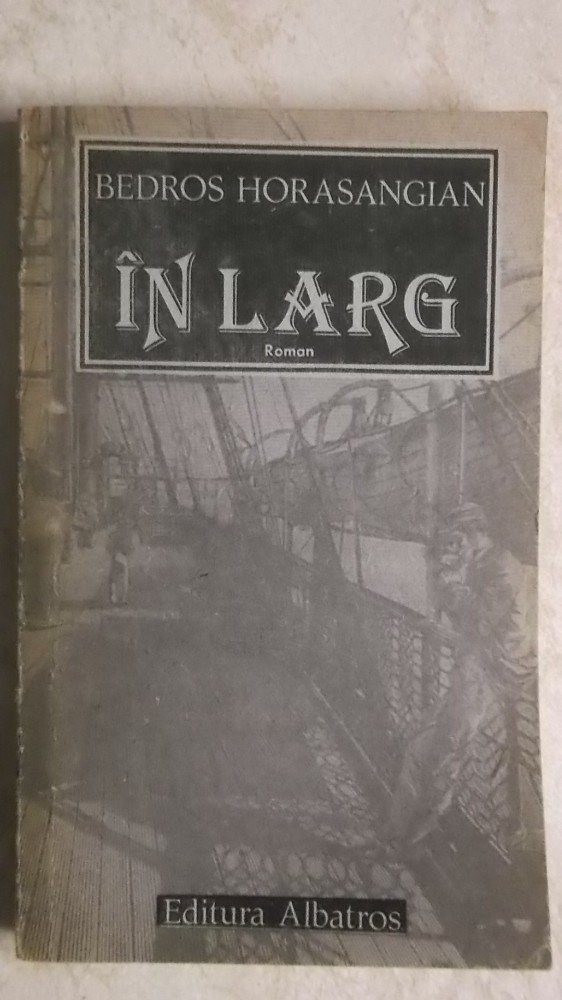 BEDROS HORASANGIAN
ÎN LARG
Roman
Editura Albatros